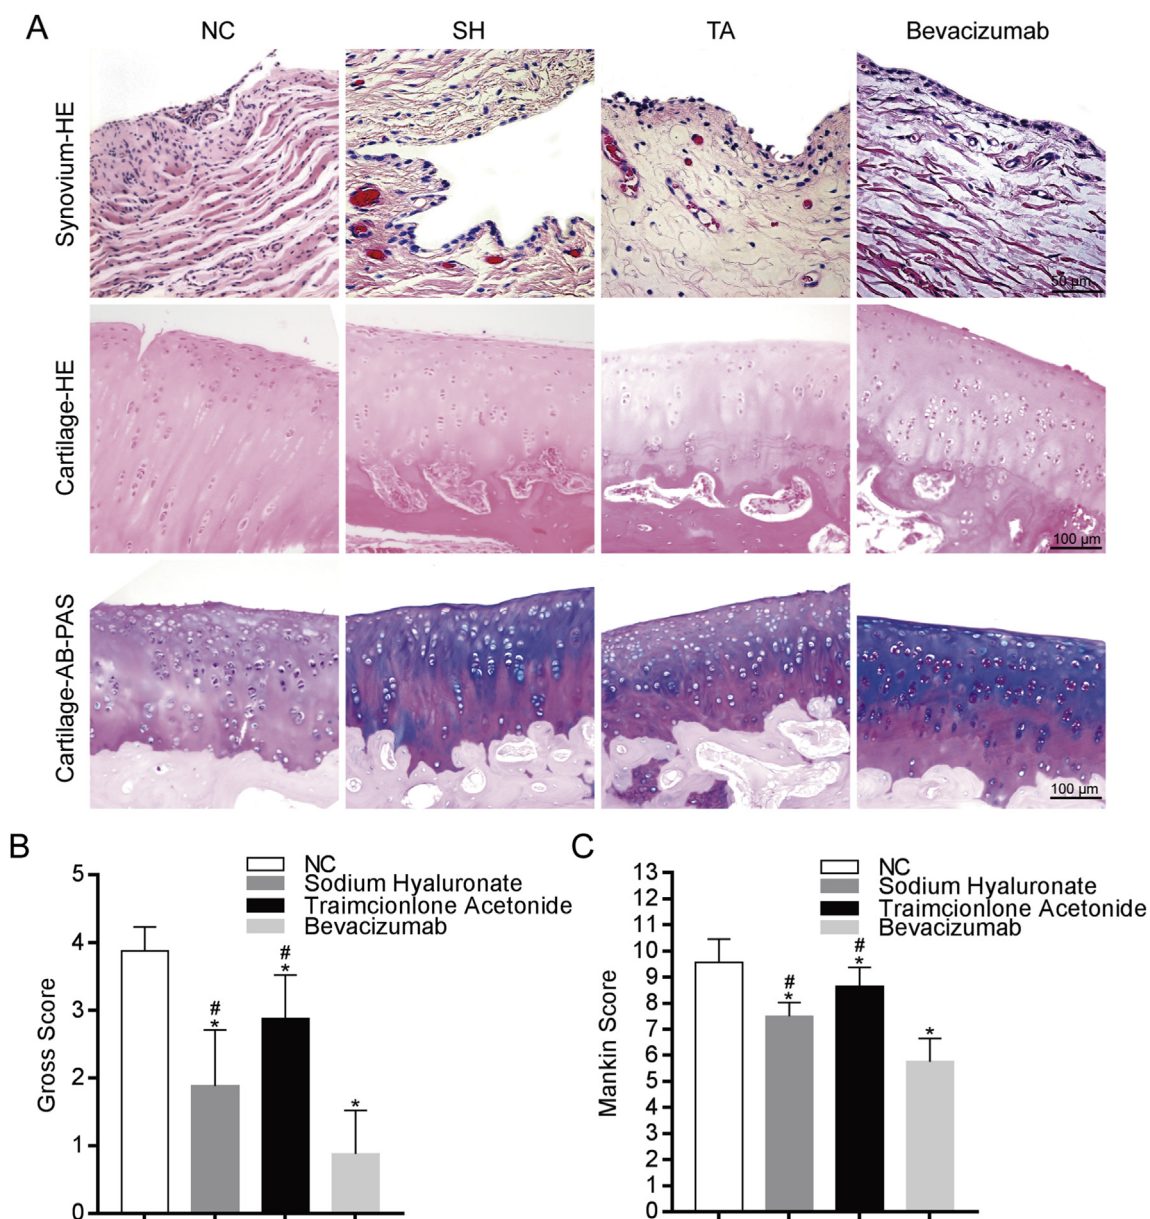 A
NC
SH
TA
Bevacizumab
Synovium-HE
50 µm
Cartilage-HE
100 µm
Cartilage-AB-PAS
100 µm
B
NC
Sodium Hyaluronate
Traimcionlone Acetonide
Bevacizumab
Gross Score
5
4
3
2
1
0
#
*
#
*
*
C
NC
Sodium Hyaluronate
Traimcionlone Acetonide
Bevacizumab
Mankin Score
13
12
11
10
9
8
7
6
5
4
3
2
1
0
#
*
#
*
*